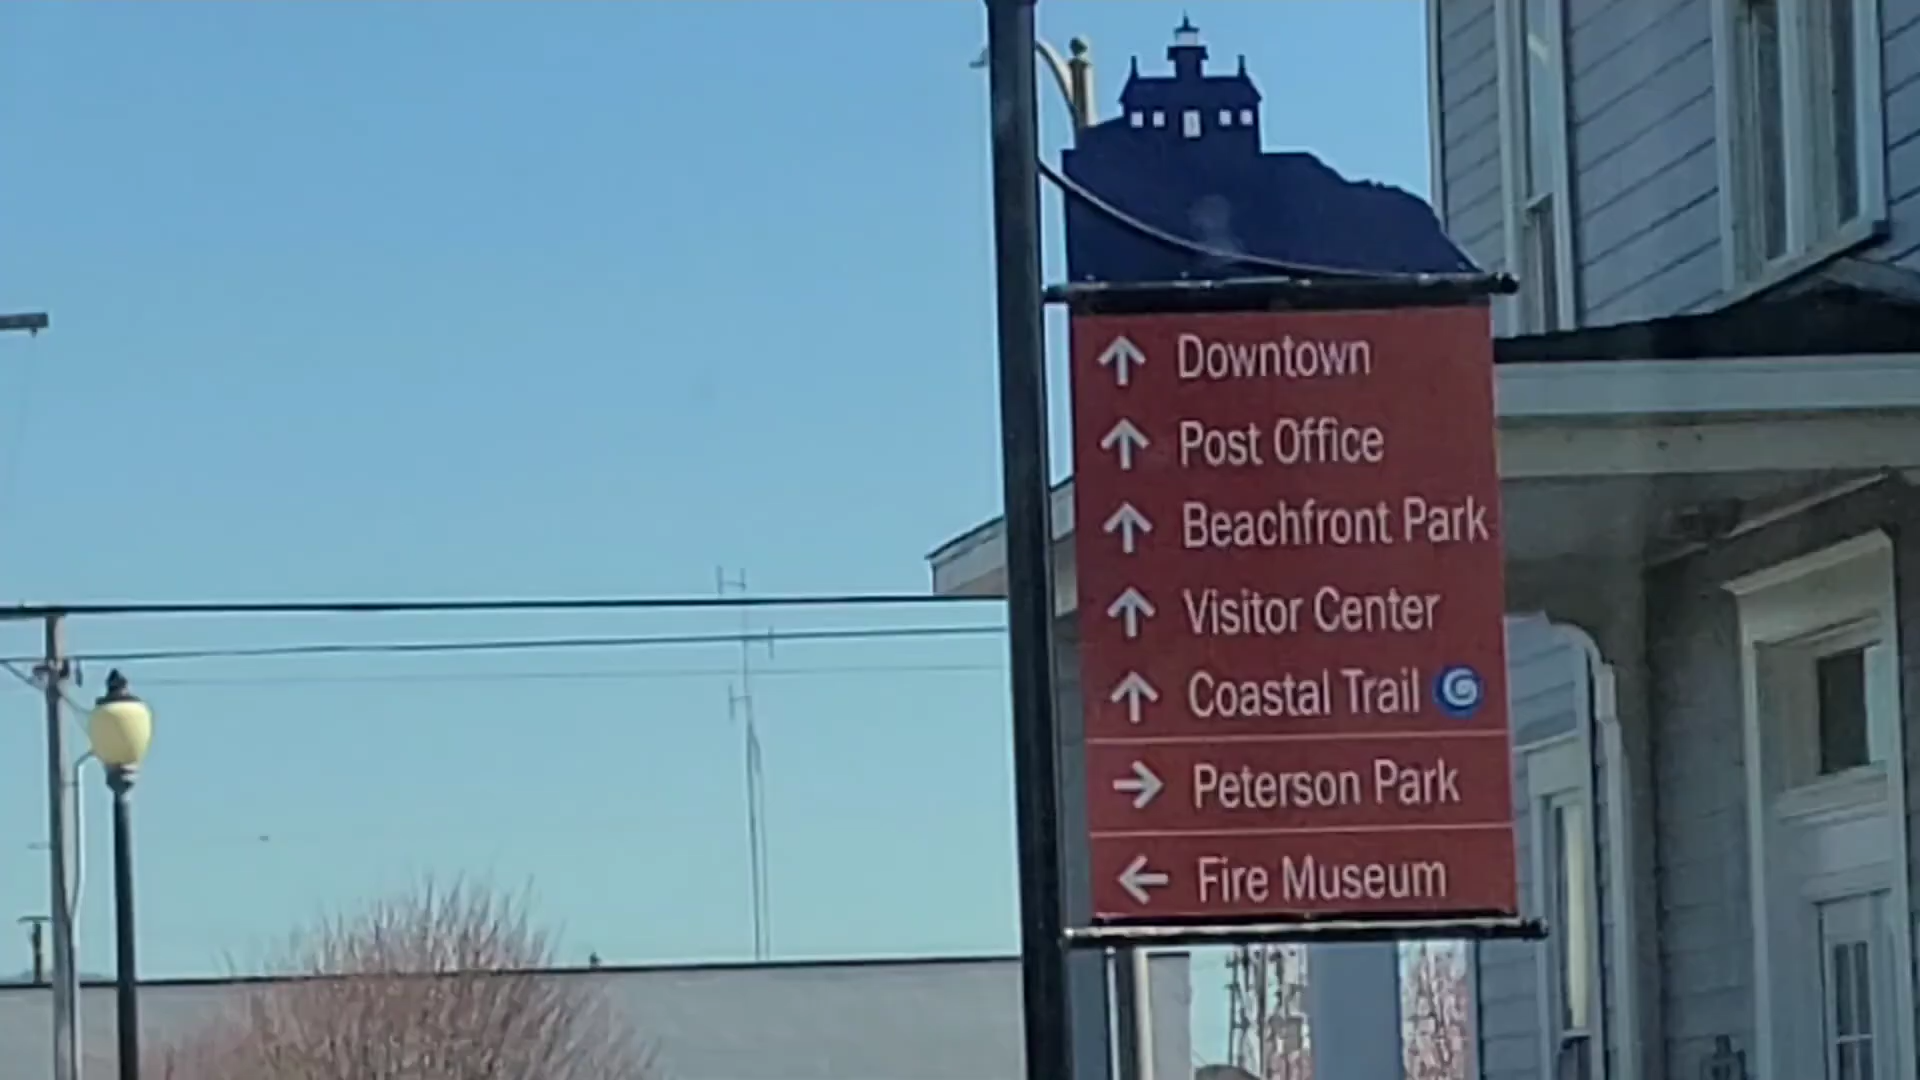 ↑ Downtown
↑ Post Office
↑ Beachfront Park
↑ Visitor Center
↑ Coastal Trail
→ Peterson Park
← Fire Museum